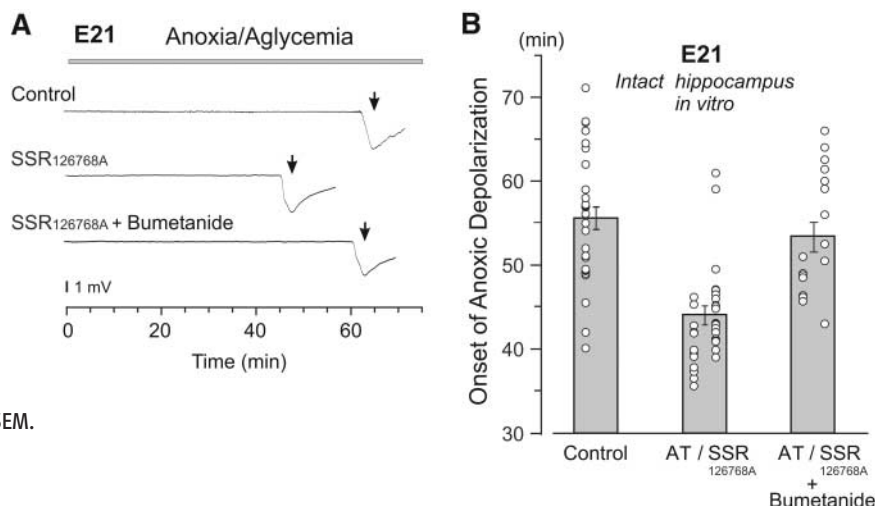 A
E21 Anoxia/Aglycemia
Control
SSR126768A
SSR126768A + Bumetanide
1 mV
0 20 40 60
Time (min)
SEM.
B
(min)
E21
Intact hippocampus
in vitro
Onset of Anoxic Depolarization
70
60
50
40
30
Control
AT / SSR
126768A
AT / SSR
126768A
+
Bumetanide